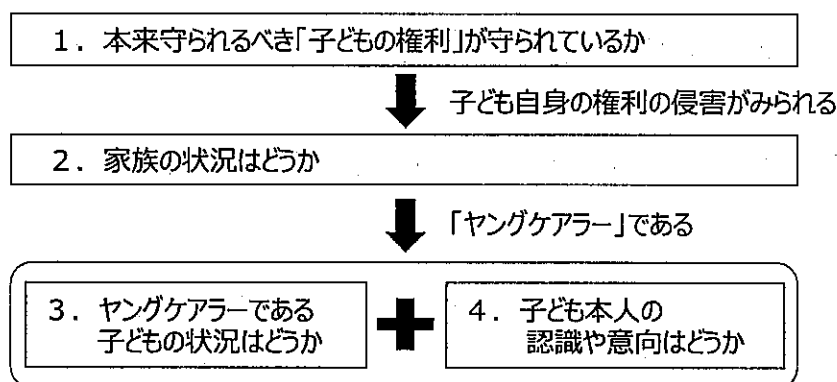 1. 本来守られるべき「子どもの権利」が守られているか
子ども自身の権利の侵害がみられる
2. 家族の状況はどうか
「ヤングケアラー」である
3. ヤングケアラーである
子どもの状況はどうか
4. 子ども本人の
認識や意向はどうか